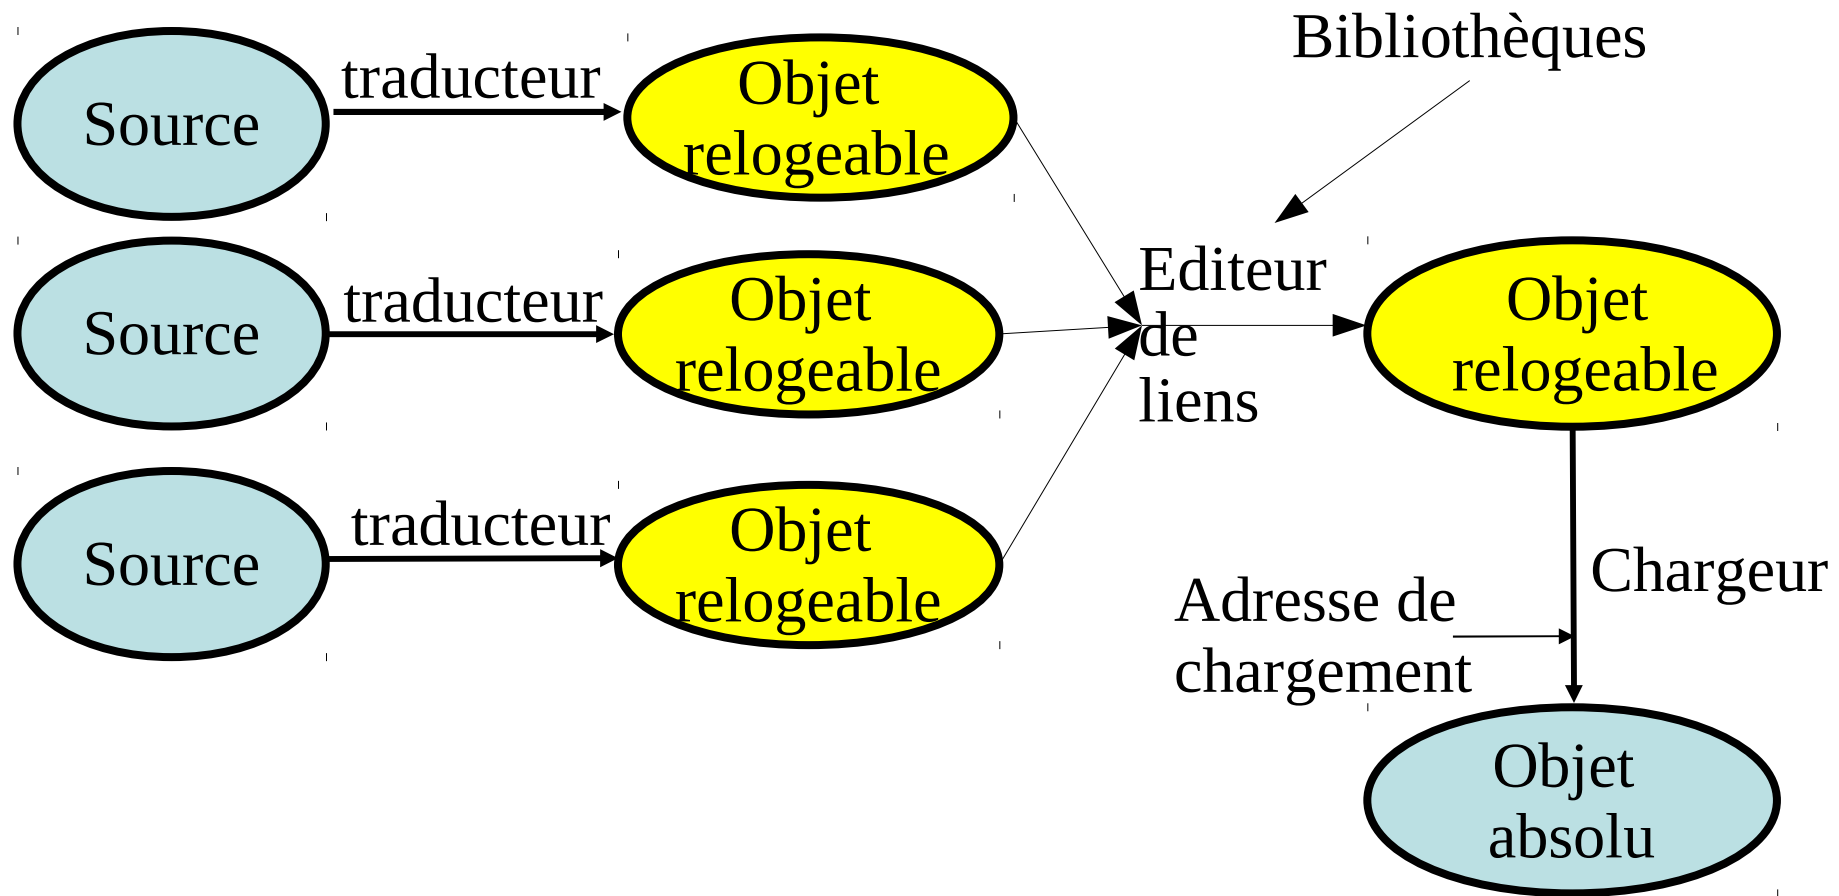 Bibliothèques
Source
traducteur
Objet
relogeable
Source
traducteur
Objet
relogeable
Editeur
de
liens
Objet
relogeable
Source
traducteur
Objet
relogeable
Adresse de
chargement
Chargeur
Objet
absolu